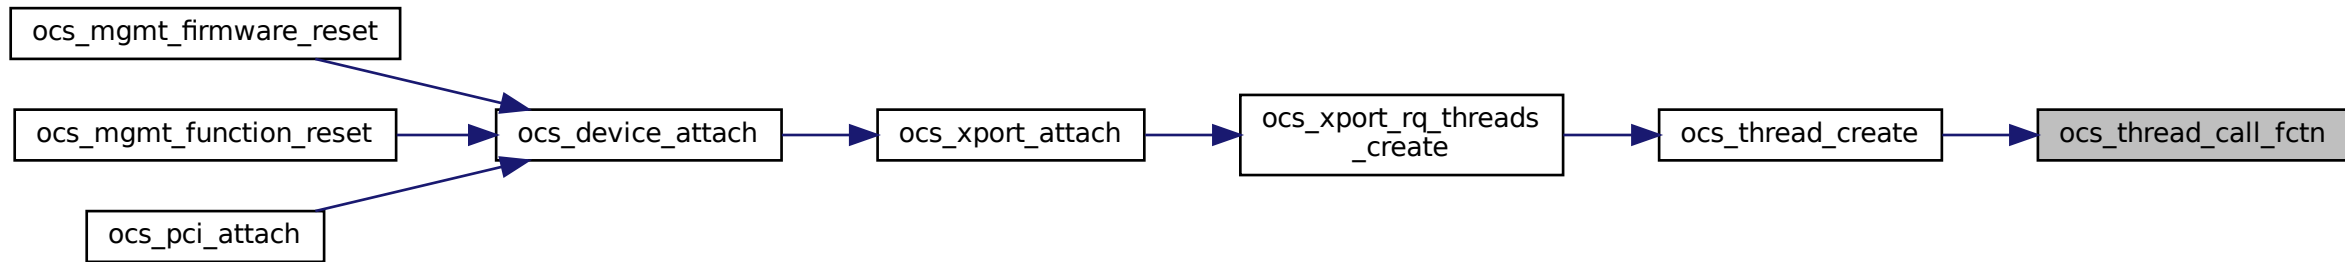 ocs_mgmt_firmware_reset
ocs_mgmt_function_reset
ocs_pci_attach
ocs_device_attach
ocs_xport_attach
ocs_xport_rq_threads
_create
ocs_thread_create
ocs_thread_call_fctn